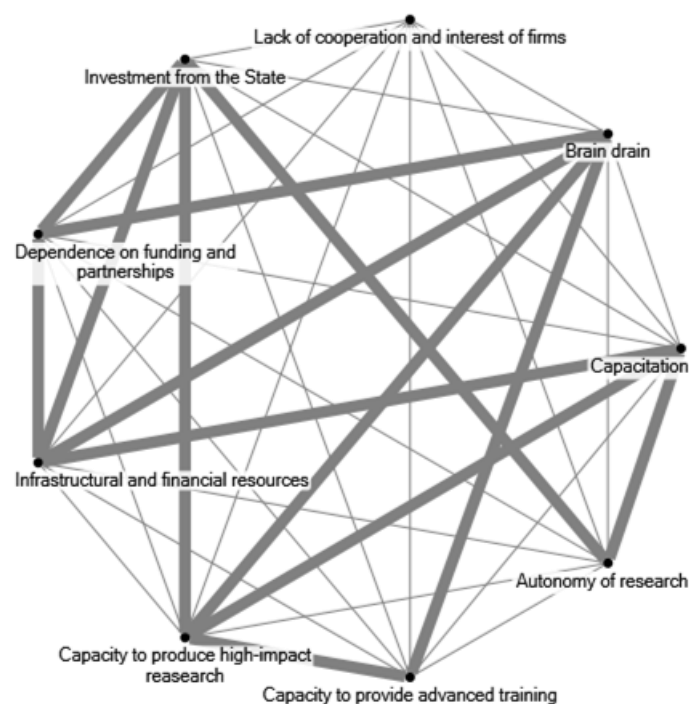 Lack of cooperation and interest of firms
Investment from the State
Brain drain
Dependence on funding and
partnerships
Capacitation
Infrastructural and financial resources
Autonomy of research
Capacity to produce high-impact
reasearch
Capacity to provide advanced training